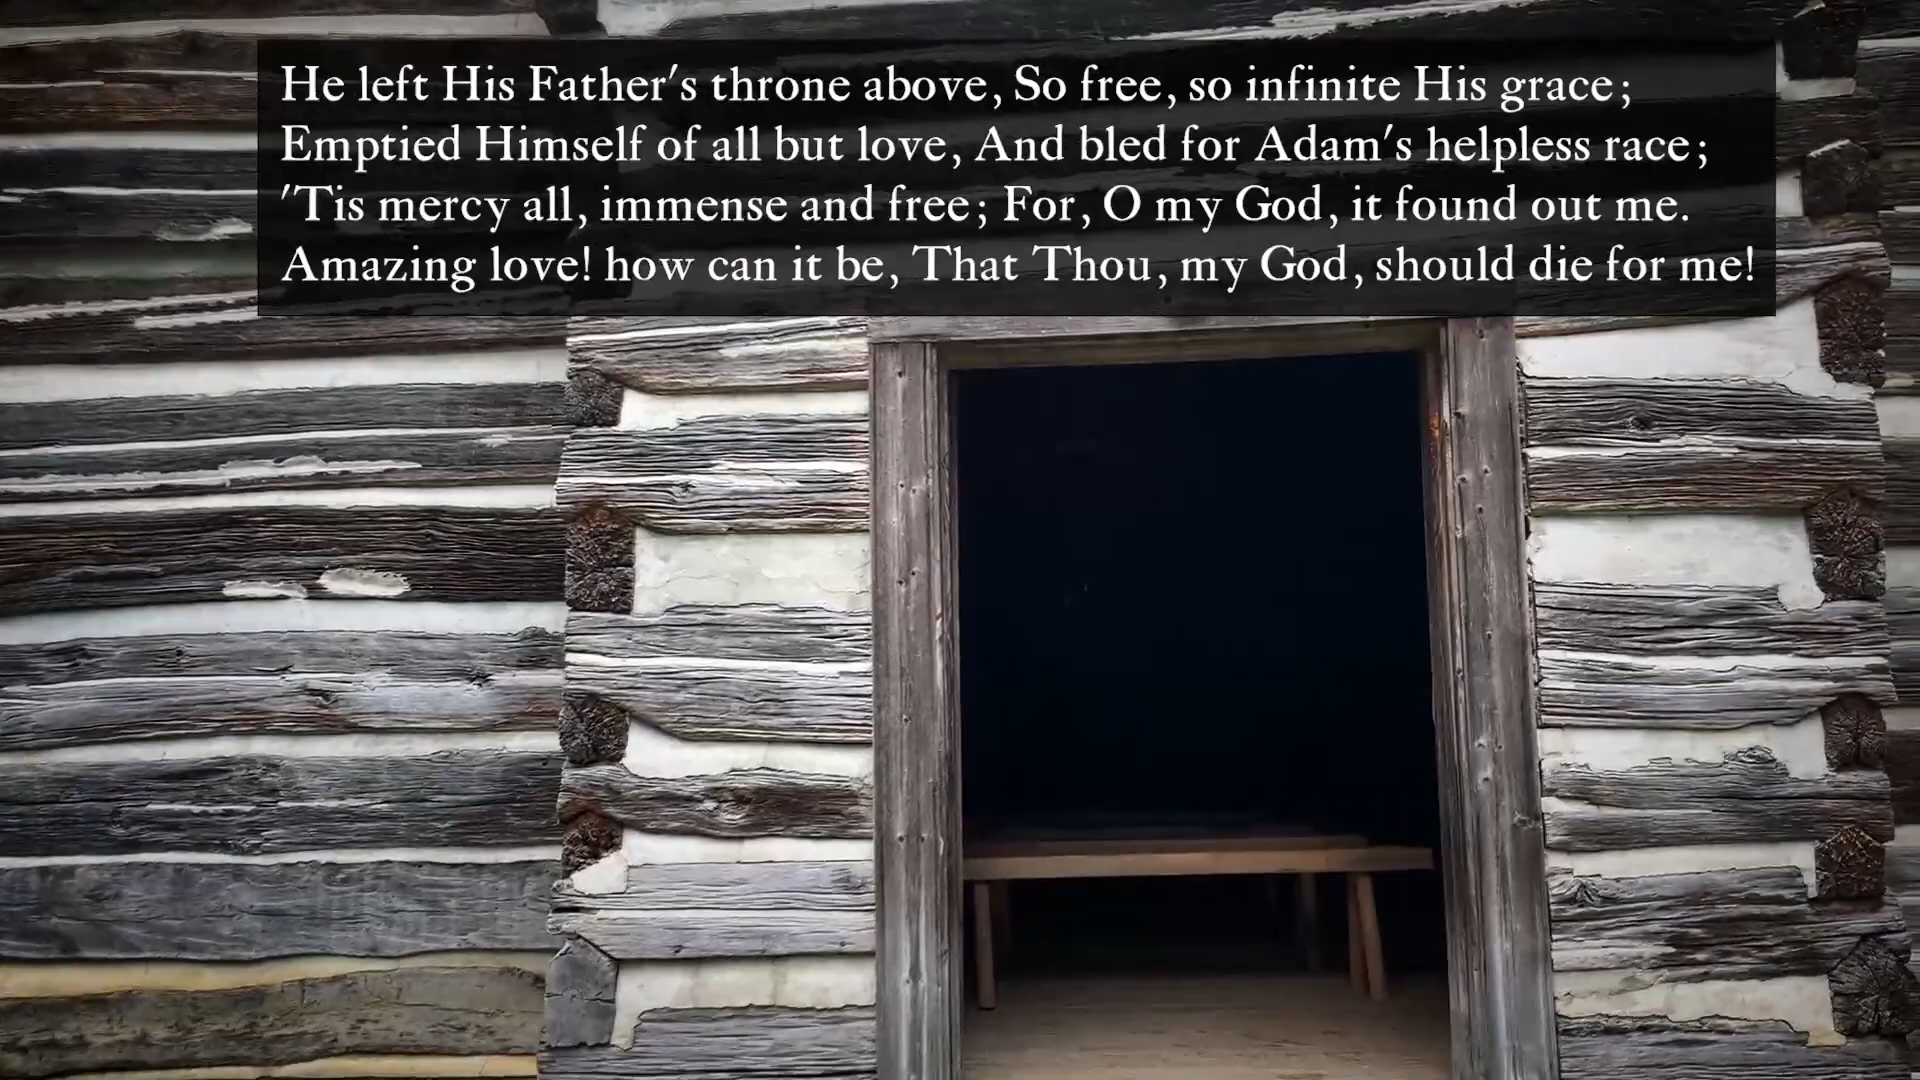 He left His Father's throne above, So free, so infinite His grace;
Emptied Himself of all but love, And bled for Adam's helpless race;
'Tis mercy all, immense and free; For, O my God, it found out me.
Amazing love! how can it be, That Thou, my God, should die for me!